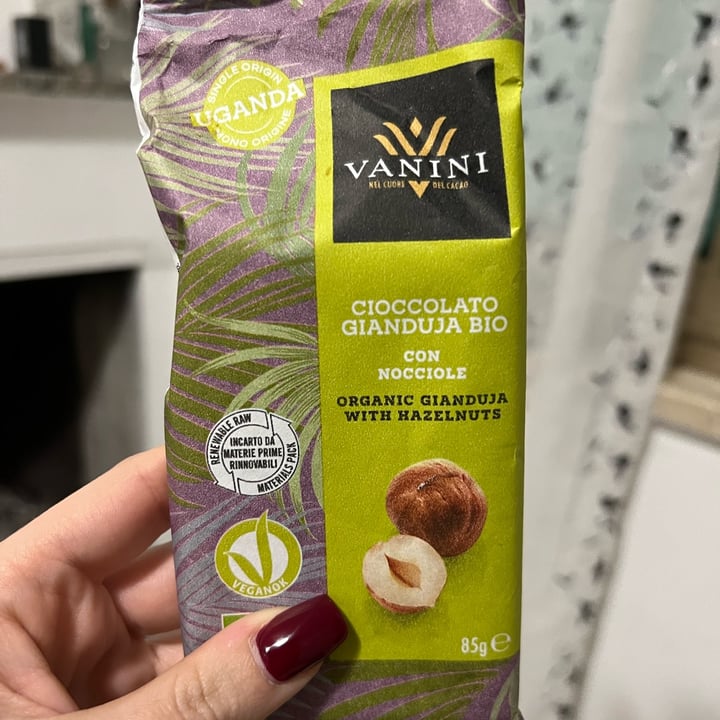 SINGLE ORIGIN
UGANDA
MONO ORIGINE
VANINI
NEL CUORE DEL CACAO
CIOCCOLATO
GIANDUJA BIO
CON
NOCCIOLE
ORGANIC GIANDUJA
WITH HAZELNUTS
RENEWABLE RAW
INCARTO DA
MATERIE PRIME
RINNOVABILI
MATERIALS PACK
VEGANOK
85g e